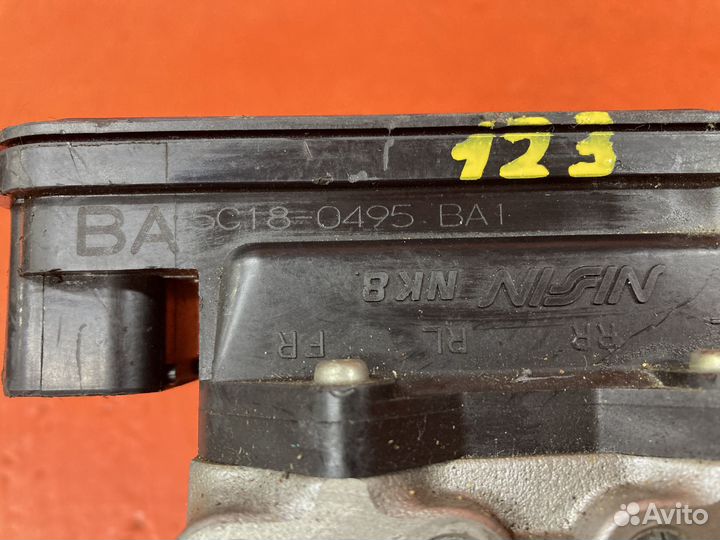 123
BA 5C18-0495 BA1
NISSIN NK8
RR RL FR
Avito